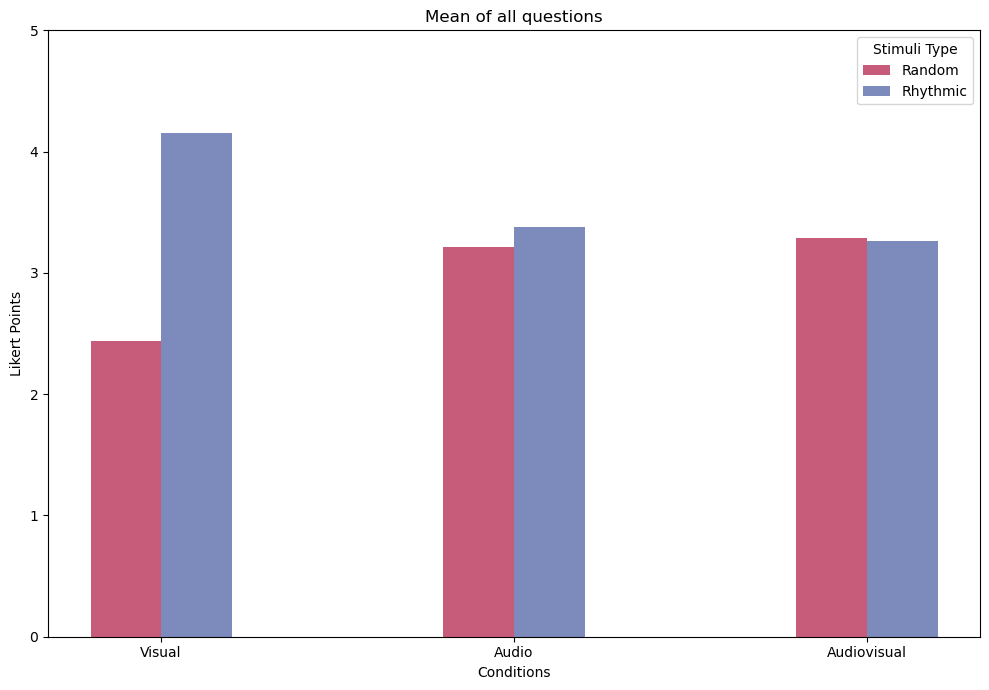 Mean of all questions
Stimuli Type
Random
Rhythmic
Likert Points
5
4
3
2
1
0
Visual
Audio
Audiovisual
Conditions